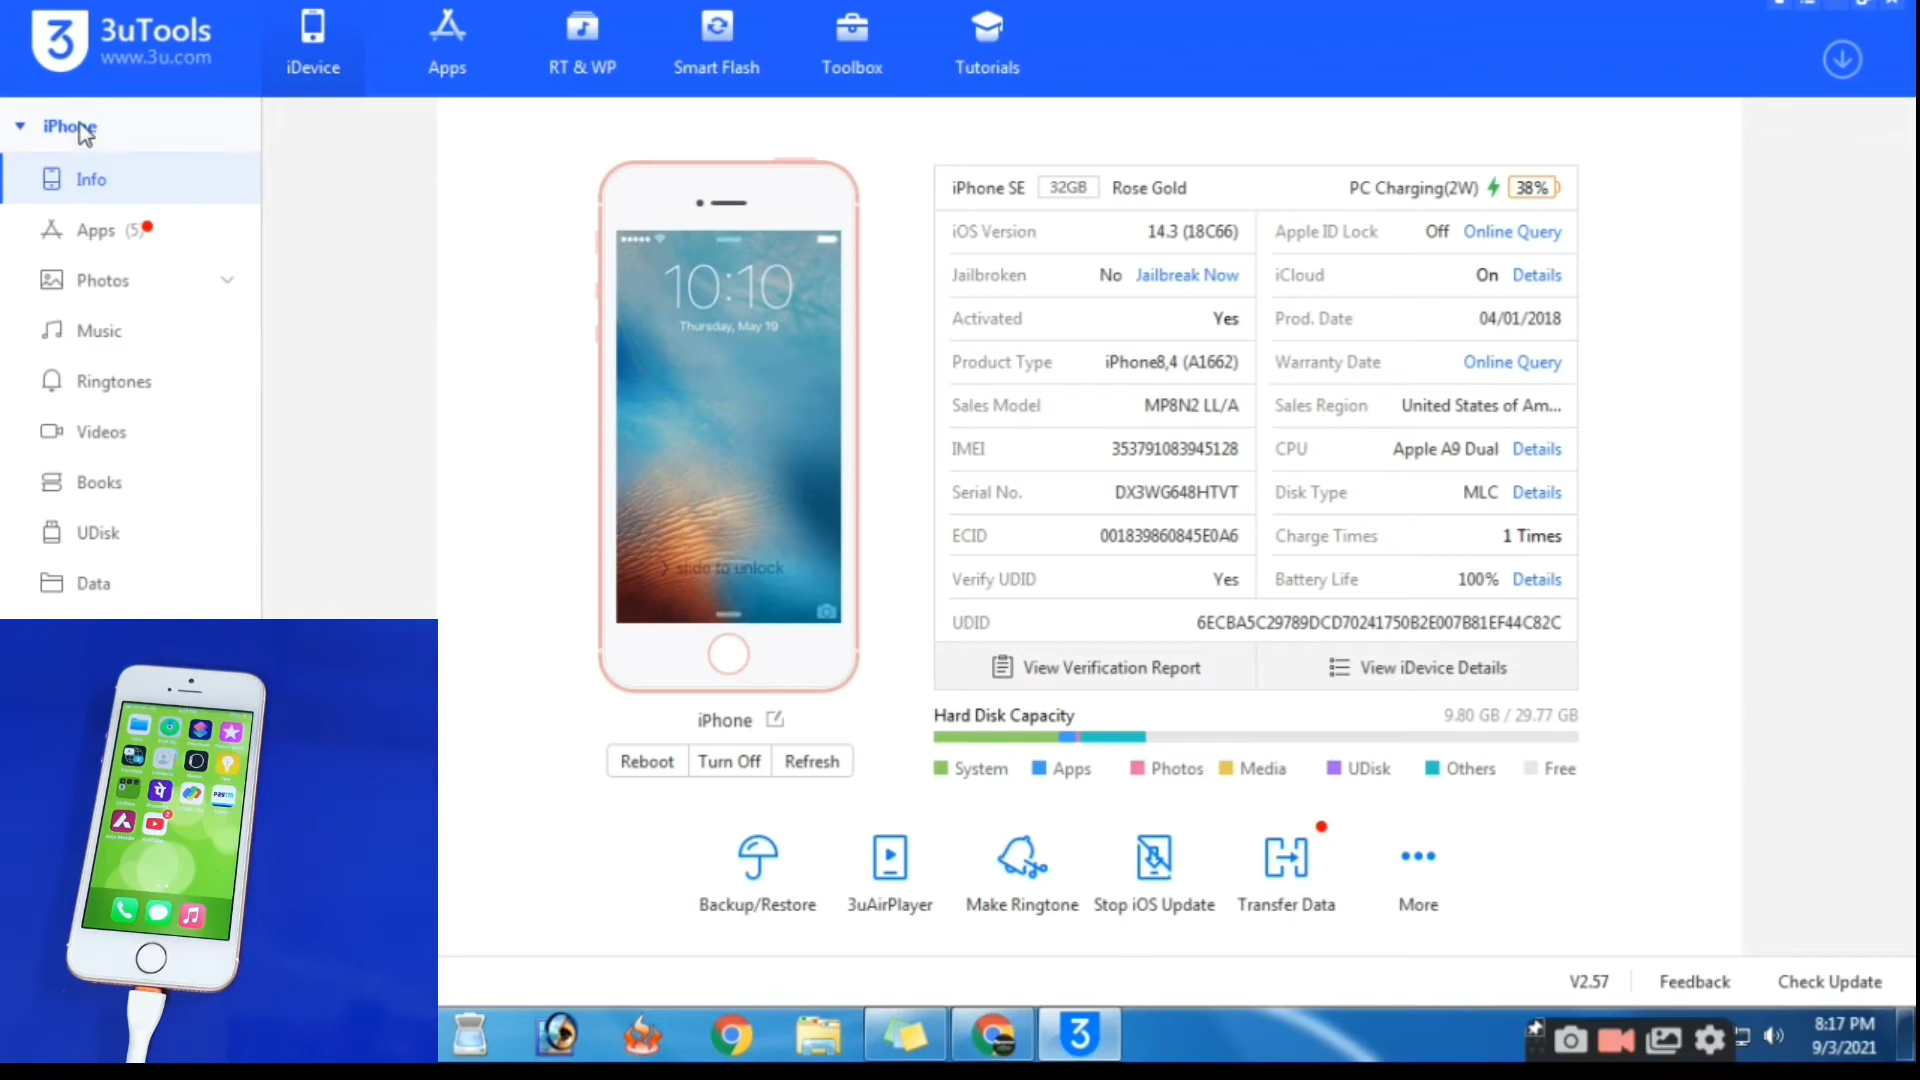 3 3uTools
www.3u.com
iDevice
Apps
RT & WP
Smart Flash
Toolbox
Tutorials
iPhone
Info
Apps (5)
Photos
Music
Ringtones
Videos
Books
UDisk
Data
10:10
Thursday, May 19
slide to unlock
iPhone
Reboot Turn Off Refresh
iPhone SE 32GB Rose Gold PC Charging(2W) 38%
iOS Version 14.3 (18C66) Apple ID Lock Off Online Query
Jailbroken No Jailbreak Now iCloud On Details
Activated Yes Prod. Date 04/01/2018
Product Type iPhone8,4 (A1662) Warranty Date Online Query
Sales Model MP8N2 LL/A Sales Region United States of Am...
IMEI 353791083945128 CPU Apple A9 Dual Details
Serial No. DX3WG648HTVT Disk Type MLC Details
ECID 001839860845E0A6 Charge Times 1 Times
Verify UDID Yes Battery Life 100% Details
UDID 6ECBA5C29789DCD70241750B2E007B81EF44C82C
View Verification Report View iDevice Details
Hard Disk Capacity 9.80 GB / 29.77 GB
System Apps Photos Media UDisk Others Free
Backup/Restore
3uAirPlayer
Make Ringtone
Stop iOS Update
Transfer Data
More
V2.57 Feedback Check Update
paytm
3
8:17 PM
9/3/2021